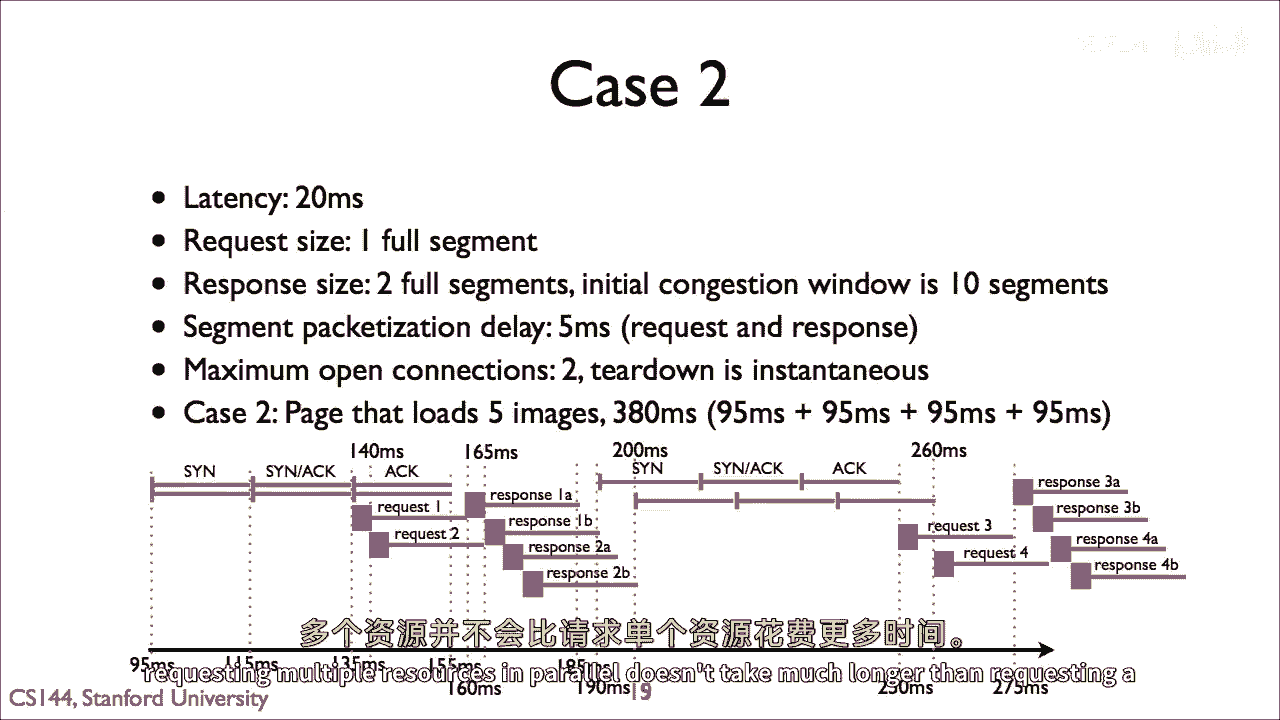 Case 2
• Latency: 20ms
• Request size: 1 full segment
• Response size: 2 full segments, initial congestion window is 10 segments
• Segment packetization delay: 5ms (request and response)
• Maximum open connections: 2, teardown is instantaneous
• Case 2: Page that loads 5 images, 380ms (95ms + 95ms + 95ms + 95ms)
140ms 165ms 200ms 260ms
SYN SYN/ACK ACK SYN SYN/ACK ACK
response 3a
response 1a
response 3b
request 1
response 1b
request 3
request 2
response 2a
response 4a
request 4
response 2b
response 4b
多个资源并不会比请求单个资源花费更多时间。
95ms 115ms 135ms 155ms 185ms
requesting multiple resources in parallel doesn't take much longer than requesting a
160ms 190ms 275ms
CS144, Stanford University
9